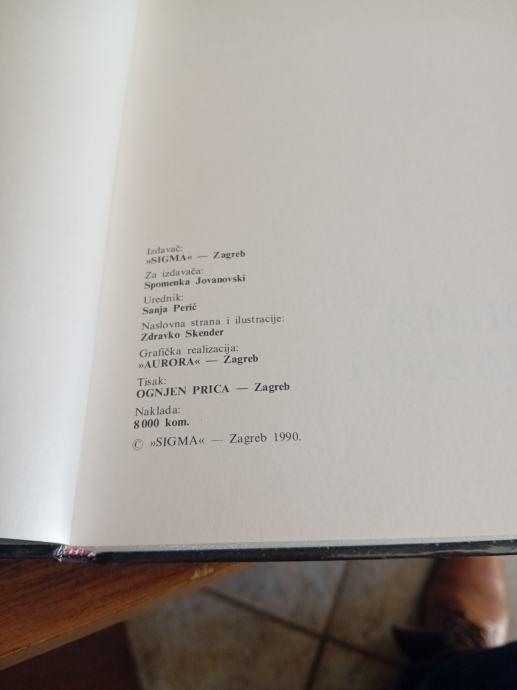 Izdavač:
»SIGMA« — Zagreb
Za izdavača:
Spomenka Jovanovski
Urednik:
Sanja Perić
Naslovna strana i ilustracije:
Zdravko Skender
Grafička realizacija:
»AURORA« — Zagreb
Tisak:
OGNJEN PRICA — Zagreb
Naklada:
8 000 kom.
© »SIGMA« — Zagreb 1990.